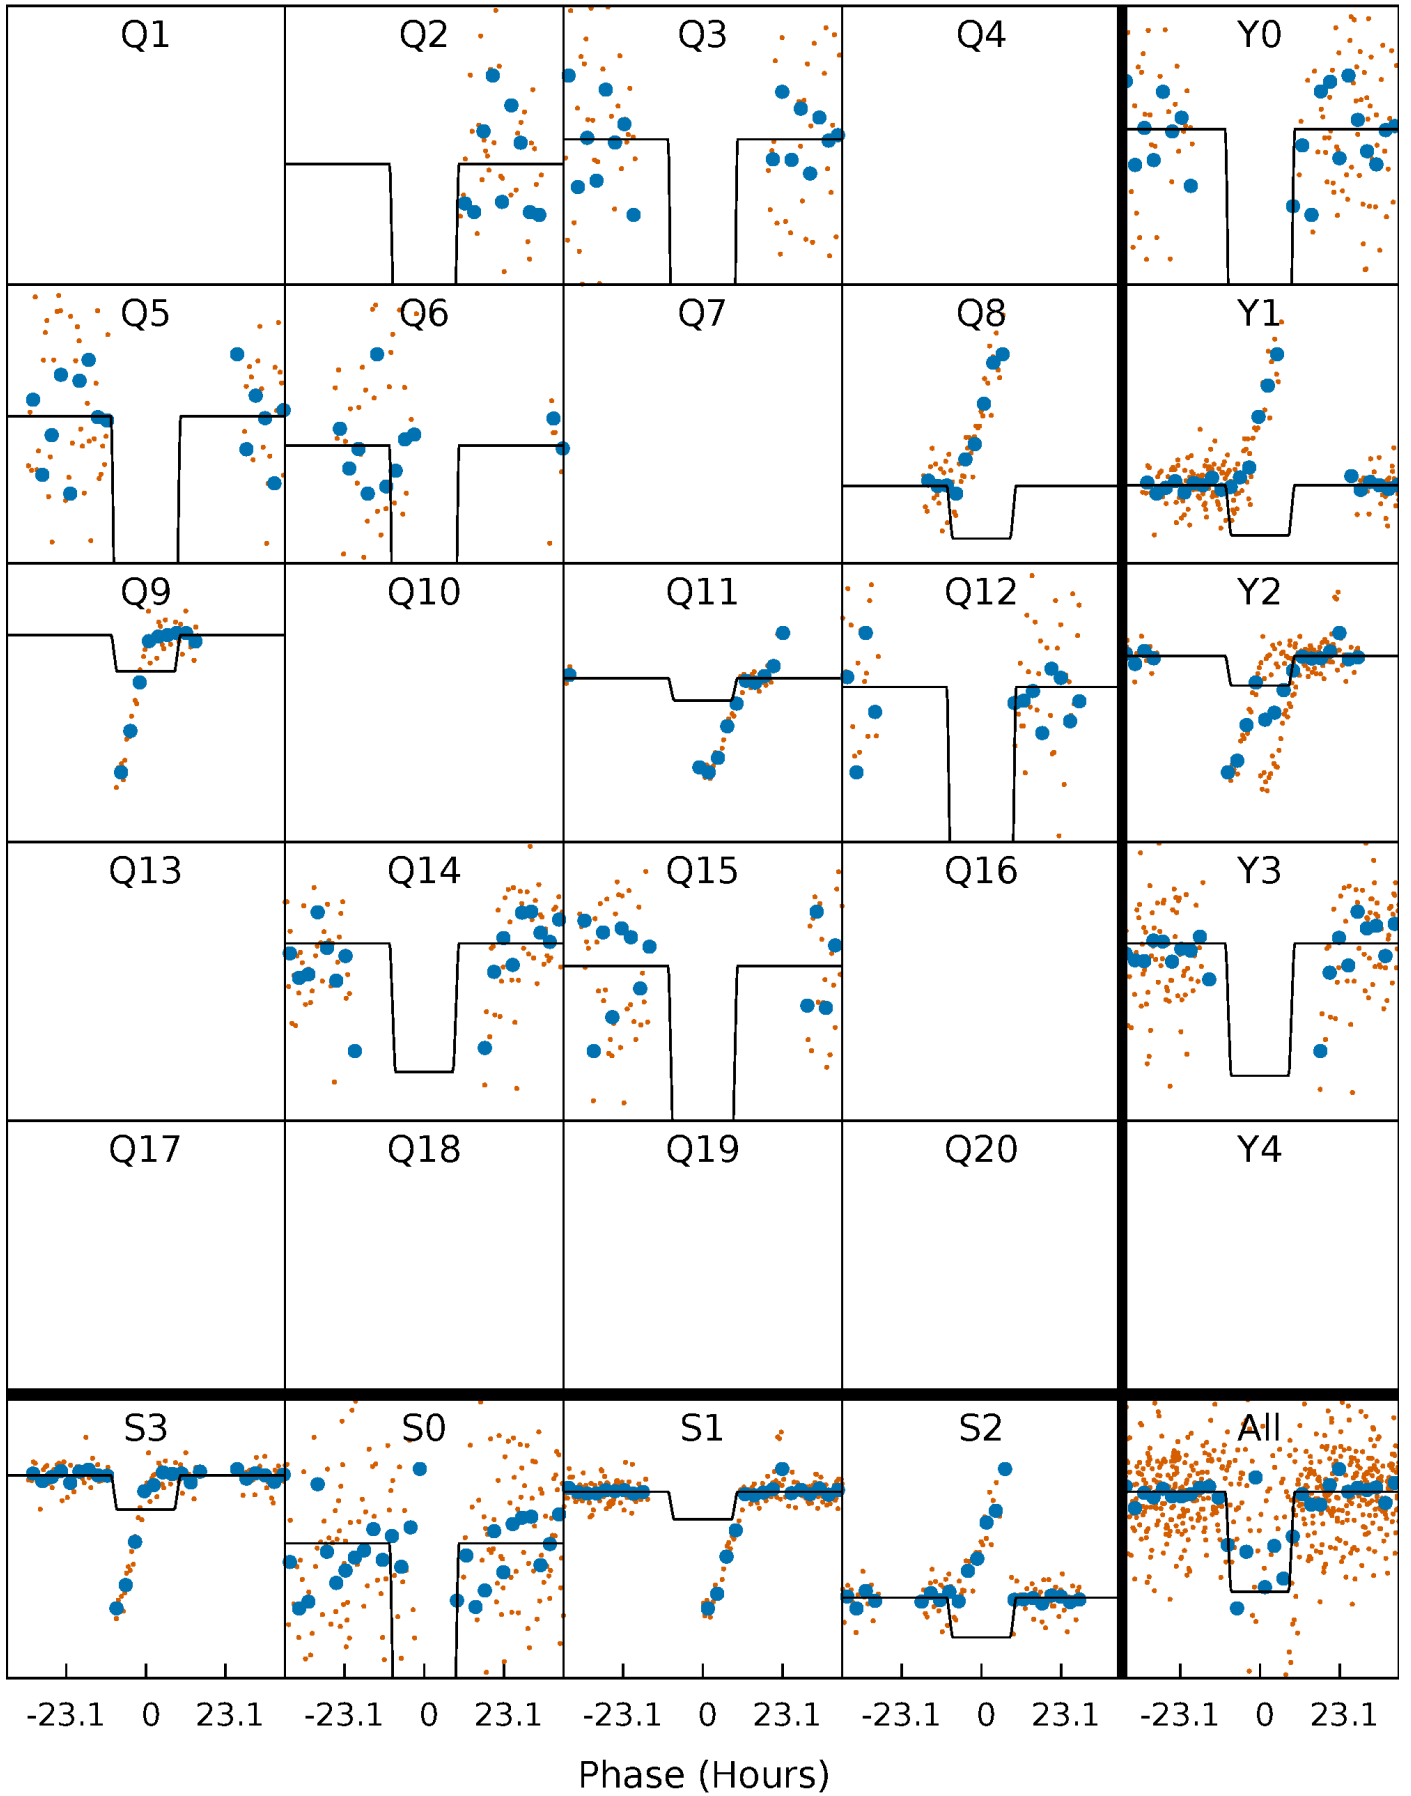 Q1 Q2 Q3 Q4 Y0
Q5 Q6 Q7 Q8 Y1
Q9 Q10 Q11 Q12 Y2
Q13 Q14 Q15 Q16 Y3
Q17 Q18 Q19 Q20 Y4
S3 S0 S1 S2 All
-23.1 0 23.1 -23.1 0 23.1 -23.1 0 23.1 -23.1 0 23.1 -23.1 0 23.1
Phase (Hours)